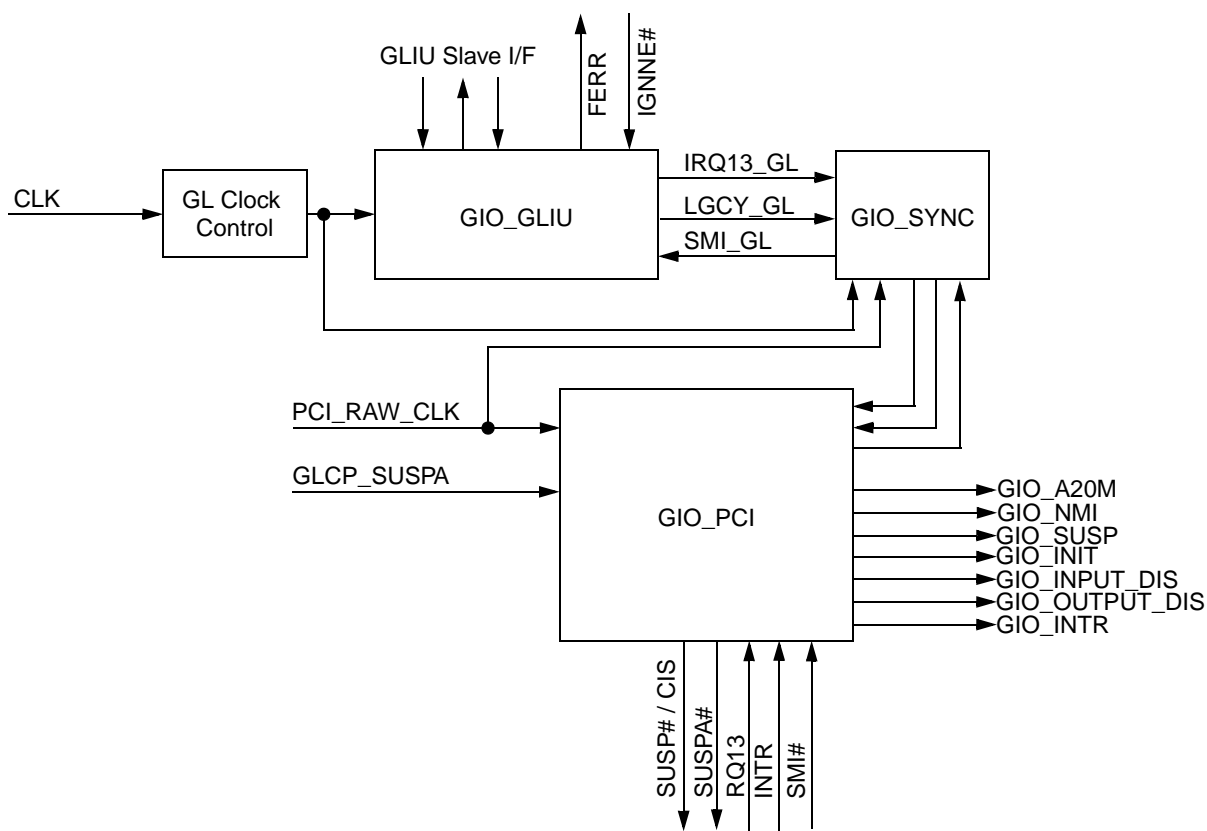 GLIU Slave I/F
FERR
IGNNE#
CLK
GL Clock
Control
GIO_GLIU
IRQ13_GL
LGCY_GL
SMI_GL
GIO_SYNC
PCI_RAW_CLK
GLCP_SUSPA
GIO_PCI
GIO_A20M
GIO_NMI
GIO_SUSP
GIO_INIT
GIO_INPUT_DIS
GIO_OUTPUT_DIS
GIO_INTR
SUSP# / CIS
SUSPA#
RQ13
INTR
SMI#